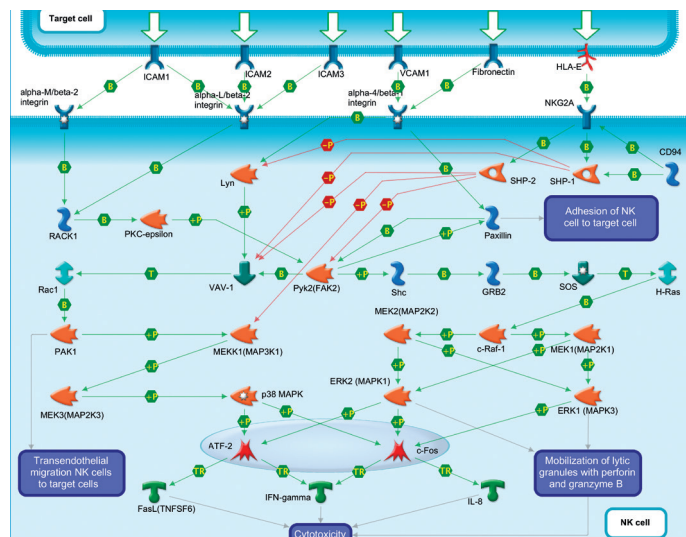 Target cell
ICAM1
ICAM2
ICAM3
VCAM1
Fibronectin
HLA-E
alpha-M/beta-2
integrin
alpha-L/beta-2
integrin
alpha-4/beta-1
integrin
NKG2A
B
B
B
B
B
B
B
B
B
B
B
B
B
-P
-P
CD94
Lyn
SHP-2
SHP-1
B
-P
-P
-P
RACK1
B
PKC-epsilon
+P
+P
B
+P
Paxillin
Adhesion of NK
cell to target cell
Rac1
T
VAV-1
B
Pyk2(FAK2)
+P
Shc
B
GRB2
B
SOS
T
H-Ras
B
B
MEK2(MAP2K2)
PAK1
+P
MEKK1(MAP3K1)
+P
c-Raf-1
+P
MEK1(MAP2K1)
+P
+P
+P
+P
+P
ERK2 (MAPK1)
MEK3(MAP2K3)
+P
p38 MAPK
ERK1 (MAPK3)
+P
+P
+P
+P
+P
ATF-2
c-Fos
Transendothelial
migration NK cells
to target cells
Mobilization of lytic
granules with perforin
and granzyme B
TR
TR
TR
TR
FasL(TNFSF6)
IFN-gamma
IL-8
Cytotoxicity
NK cell